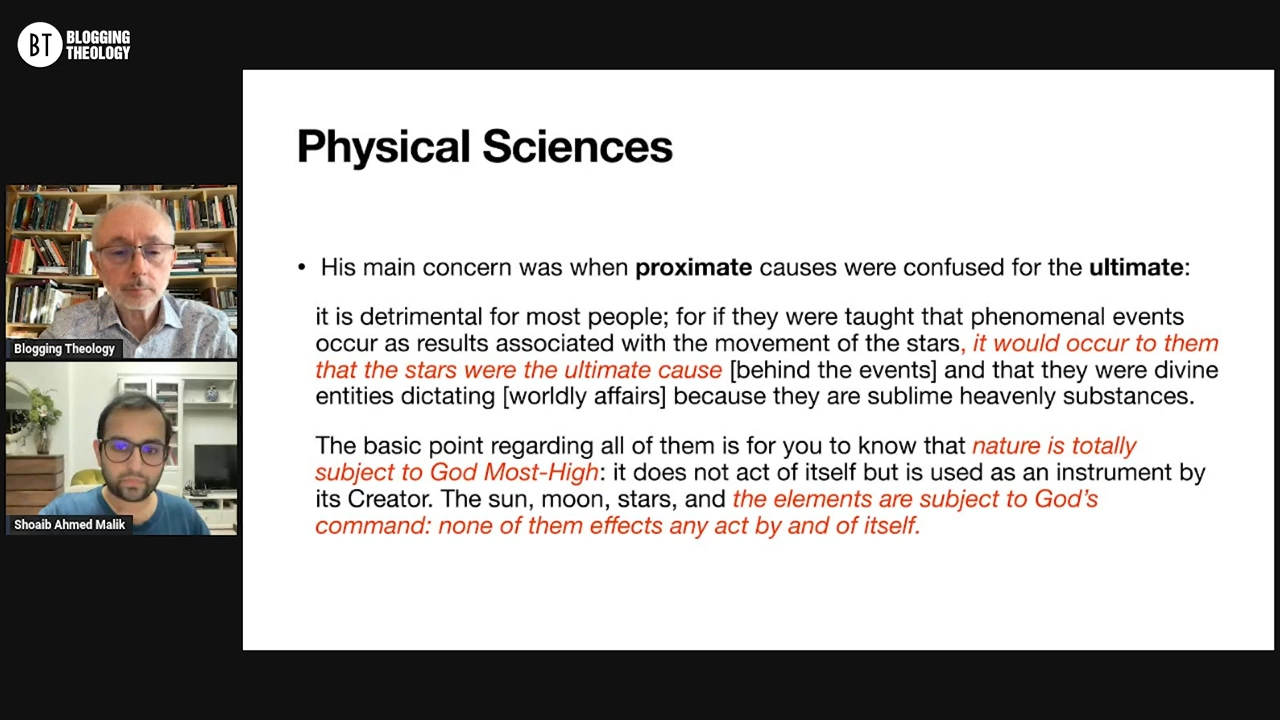 BT BLOGGING
THEOLOGY
Physical Sciences
• His main concern was when proximate causes were confused for the ultimate:
it is detrimental for most people; for if they were taught that phenomenal events
occur as results associated with the movement of the stars, it would occur to them
that the stars were the ultimate cause [behind the events] and that they were divine
entities dictating [worldly affairs] because they are sublime heavenly substances.
The basic point regarding all of them is for you to know that nature is totally
subject to God Most-High: it does not act of itself but is used as an instrument by
its Creator. The sun, moon, stars, and the elements are subject to God's
command: none of them effects any act by and of itself.
Blogging Theology
Shoaib Ahmed Malik